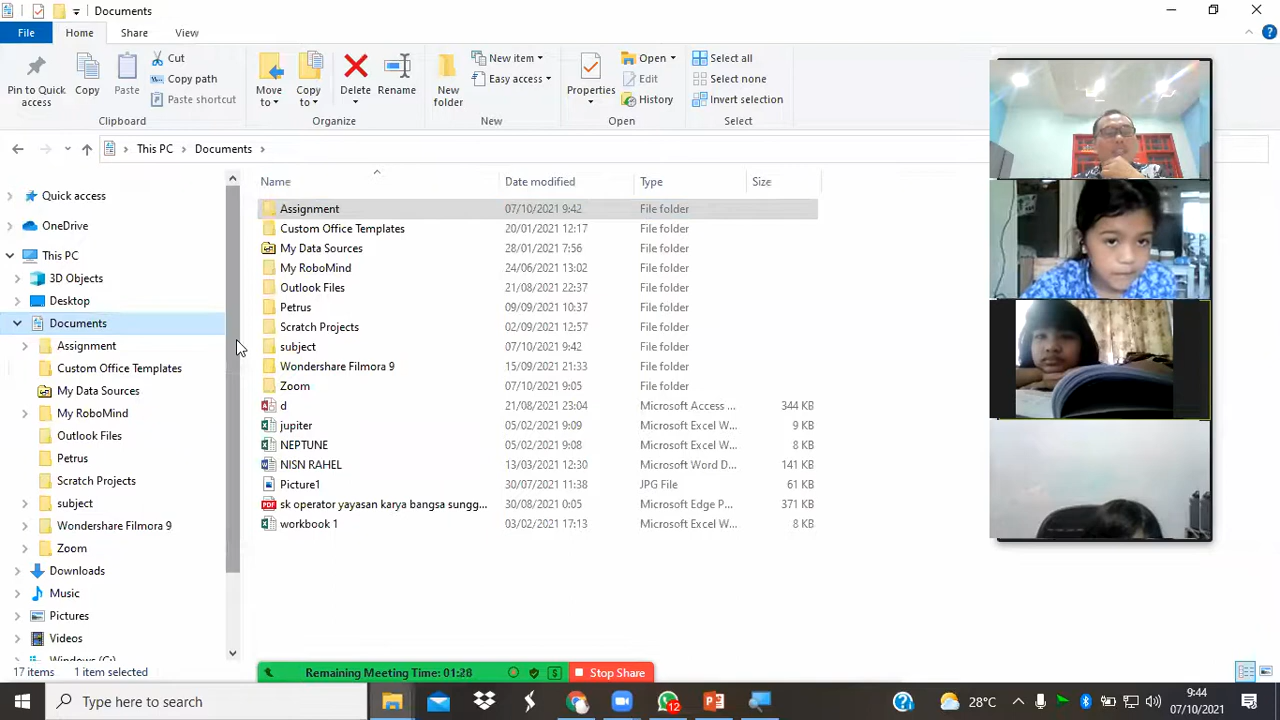 Documents
File Home Share View
Pin to Quick access
Copy
Paste
Cut
Copy path
Paste shortcut
Clipboard
Move to
Copy to
Delete
Rename
Organize
New folder
New item
Easy access
New
Properties
Open
Edit
History
Open
Select all
Select none
Invert selection
Select
This PC > Documents >
Quick access
OneDrive
This PC
3D Objects
Desktop
Documents
Assignment
Custom Office Templates
My Data Sources
My RoboMind
Outlook Files
Petrus
Scratch Projects
subject
Wondershare Filmora 9
Zoom
Downloads
Music
Pictures
Videos
Windows (C:)
Name Date modified Type Size
Assignment 07/10/2021 9:42 File folder
Custom Office Templates 20/01/2021 12:17 File folder
My Data Sources 28/01/2021 7:56 File folder
My RoboMind 24/06/2021 13:02 File folder
Outlook Files 21/08/2021 22:37 File folder
Petrus 09/09/2021 10:37 File folder
Scratch Projects 02/09/2021 12:57 File folder
subject 07/10/2021 9:42 File folder
Wondershare Filmora 9 15/09/2021 21:33 File folder
Zoom 07/10/2021 9:05 File folder
d 21/08/2021 23:04 Microsoft Access ... 344 KB
jupiter 05/02/2021 9:09 Microsoft Excel W... 9 KB
NEPTUNE 05/02/2021 9:08 Microsoft Excel W... 8 KB
NISN RAHEL 13/03/2021 12:30 Microsoft Word D... 141 KB
Picture1 30/07/2021 11:38 JPG File 61 KB
sk operator yayasan karya bangsa sungg... 30/08/2021 0:05 Microsoft Edge P... 371 KB
workbook 1 03/02/2021 17:13 Microsoft Excel W... 8 KB
17 items 1 item selected
Remaining Meeting Time: 01:28 Stop Share
Type here to search
12
28°C
9:44
07/10/2021